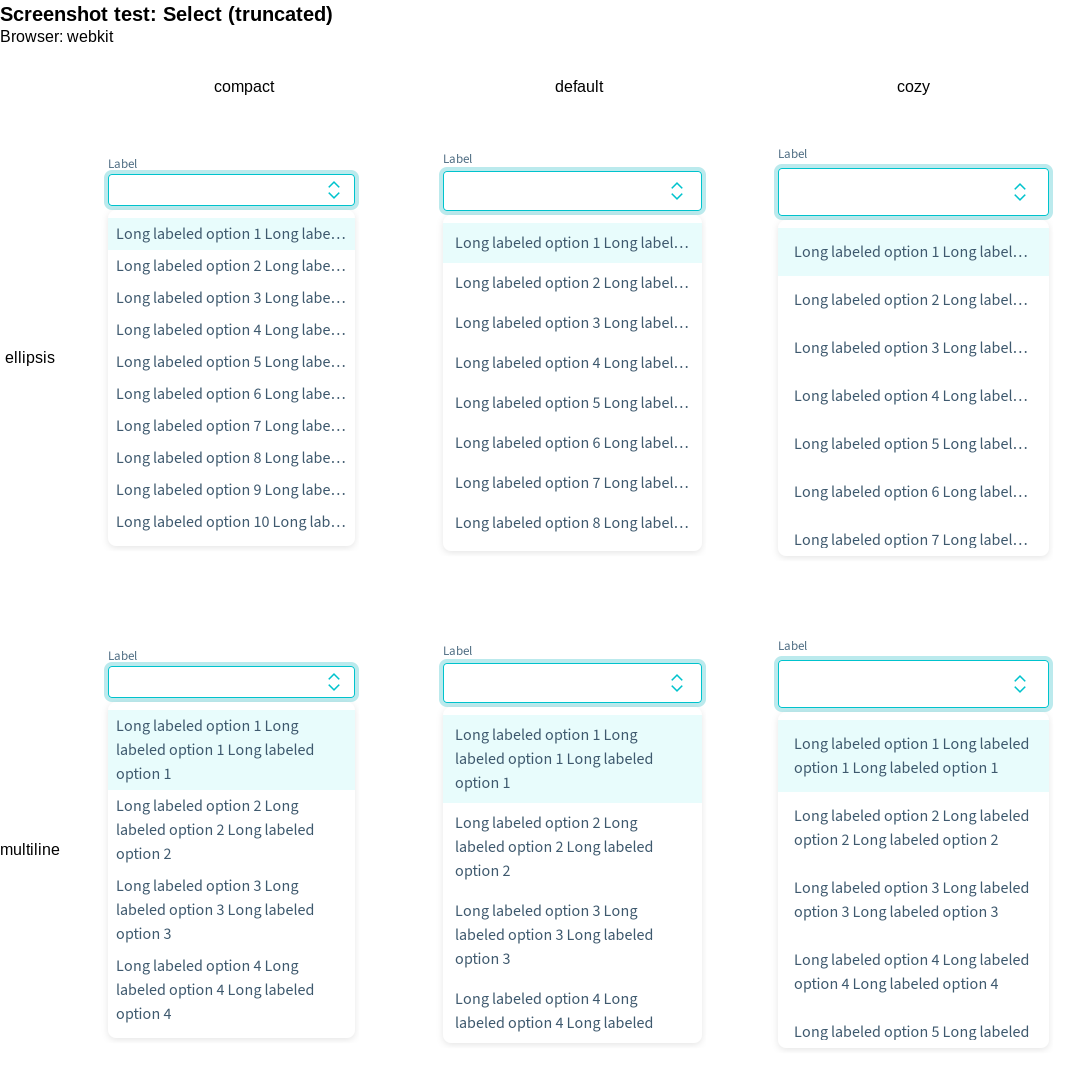 Screenshot test: Select (truncated)
Browser: webkit
compact
default
cozy
ellipsis
Label
Long labeled option 1 Long labe…
Long labeled option 2 Long labe…
Long labeled option 3 Long labe…
Long labeled option 4 Long labe…
Long labeled option 5 Long labe…
Long labeled option 6 Long labe…
Long labeled option 7 Long labe…
Long labeled option 8 Long labe…
Long labeled option 9 Long labe…
Long labeled option 10 Long lab…
Label
Long labeled option 1 Long label…
Long labeled option 2 Long label…
Long labeled option 3 Long label…
Long labeled option 4 Long label…
Long labeled option 5 Long label…
Long labeled option 6 Long label…
Long labeled option 7 Long label…
Long labeled option 8 Long label…
Label
Long labeled option 1 Long label…
Long labeled option 2 Long label…
Long labeled option 3 Long label…
Long labeled option 4 Long label…
Long labeled option 5 Long label…
Long labeled option 6 Long label…
Long labeled option 7 Long label…
multiline
Label
Long labeled option 1 Long
labeled option 1 Long labeled
option 1
Long labeled option 2 Long
labeled option 2 Long labeled
option 2
Long labeled option 3 Long
labeled option 3 Long labeled
option 3
Long labeled option 4 Long
labeled option 4 Long labeled
option 4
Label
Long labeled option 1 Long
labeled option 1 Long labeled
option 1
Long labeled option 2 Long
labeled option 2 Long labeled
option 2
Long labeled option 3 Long
labeled option 3 Long labeled
option 3
Long labeled option 4 Long
labeled option 4 Long labeled
Label
Long labeled option 1 Long labeled
option 1 Long labeled option 1
Long labeled option 2 Long labeled
option 2 Long labeled option 2
Long labeled option 3 Long labeled
option 3 Long labeled option 3
Long labeled option 4 Long labeled
option 4 Long labeled option 4
Long labeled option 5 Long labeled